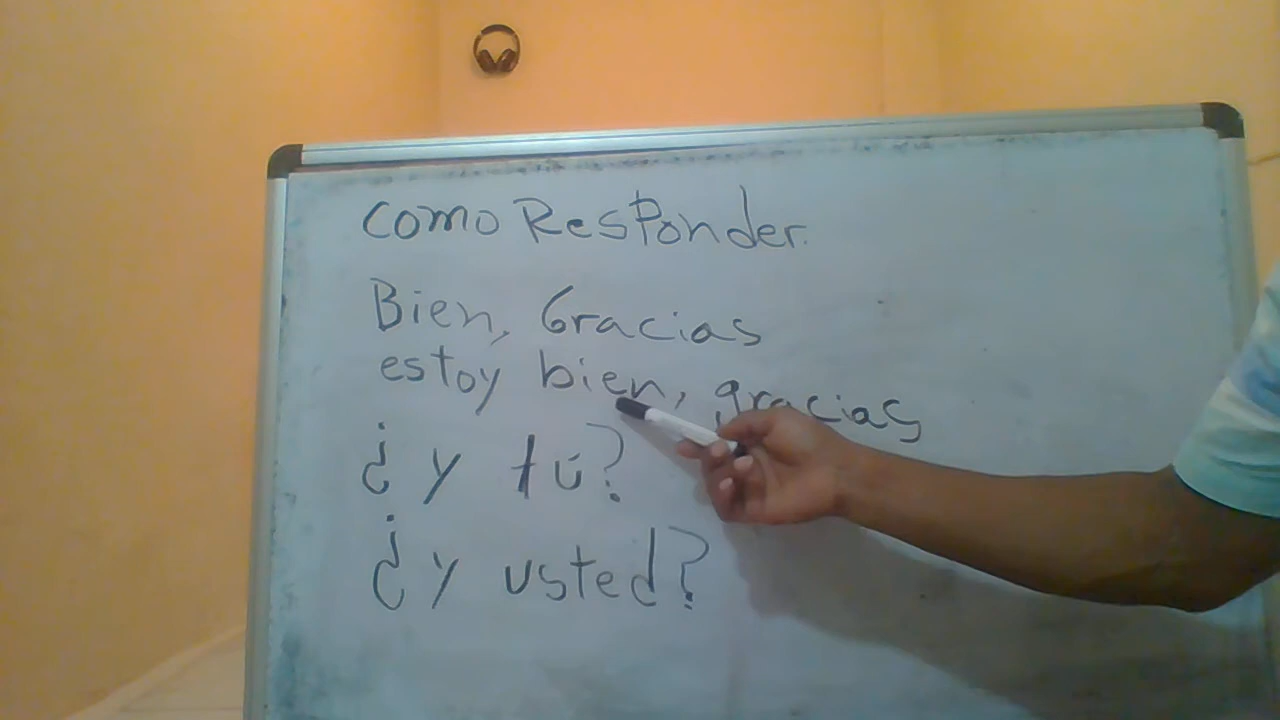 Como Responder.
Bien, Gracias
estoy bien, gracias
¿y tú?
¿y usted?